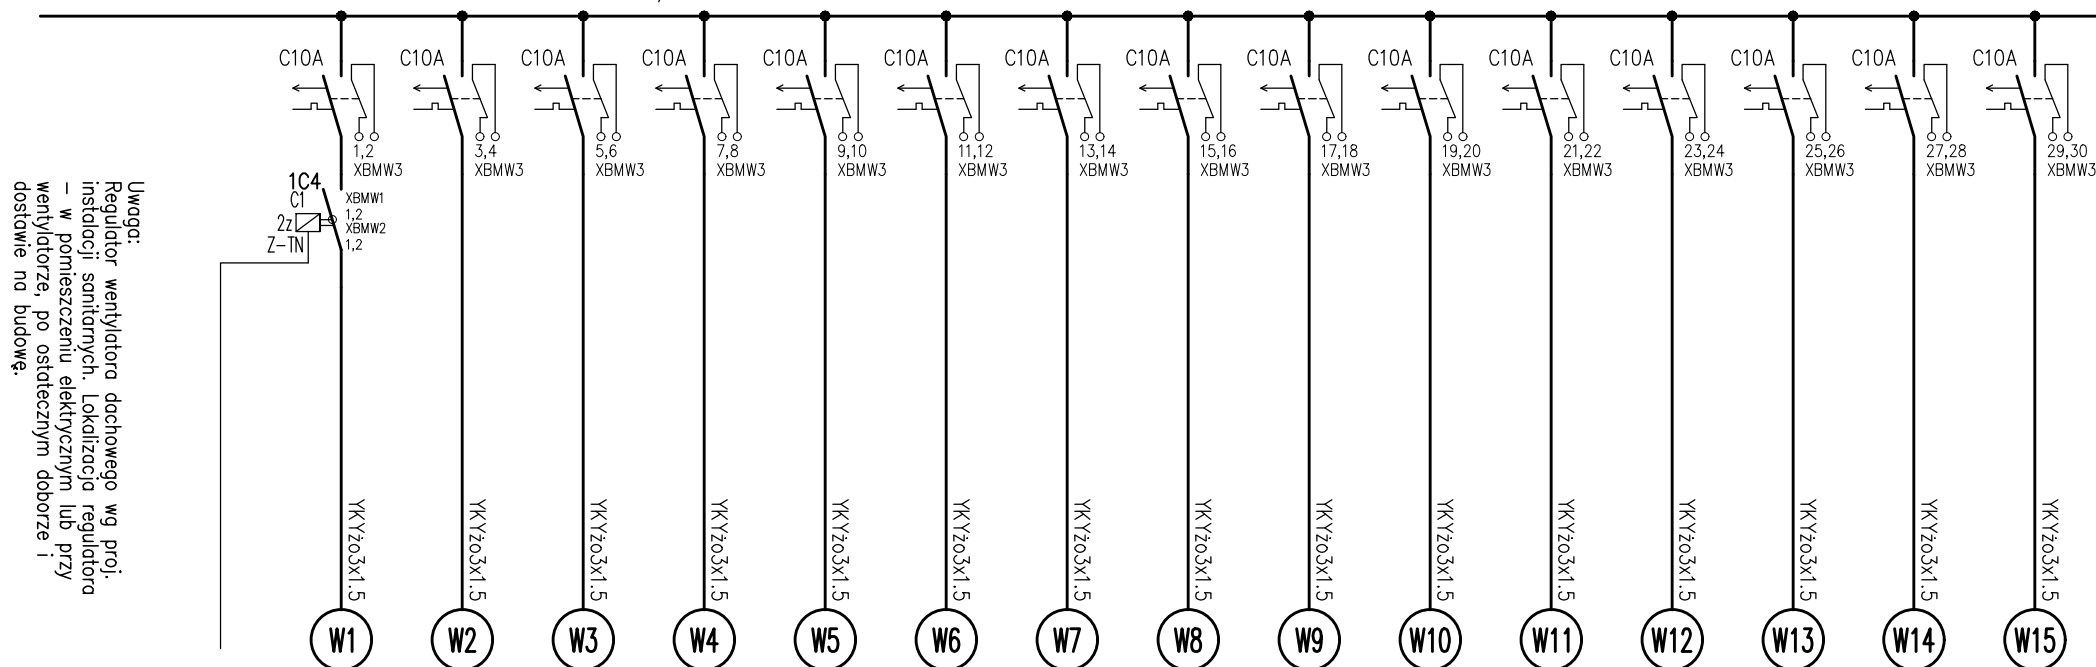 C10A C10A C10A C10A C10A C10A C10A C10A C10A C10A C10A C10A C10A C10A C10A
1,2 3,4 5,6 7,8 9,10 11,12 13,14 15,16 17,18 19,20 21,22 23,24 25,26 27,28 29,30
XBMW3 XBMW3 XBMW3 XBMW3 XBMW3 XBMW3 XBMW3 XBMW3 XBMW3 XBMW3 XBMW3 XBMW3 XBMW3 XBMW3 XBMW3
1C4
C1
2z
Z-TN
XBMW1
1,2
XBMW2
1,2
Uwaga:
Regulator wentylatora dachowego wg proj.
instalacji sanitarnych. Lokalizacja regulatora
- w pomieszczeniu elektrycznym lub przy
wentylatorze, po ostatecznym doborze i
dostawie na budowę.
YKYżo3x1.5 YKYżo3x1.5 YKYżo3x1.5 YKYżo3x1.5 YKYżo3x1.5 YKYżo3x1.5 YKYżo3x1.5 YKYżo3x1.5 YKYżo3x1.5 YKYżo3x1.5 YKYżo3x1.5 YKYżo3x1.5 YKYżo3x1.5 YKYżo3x1.5 YKYżo3x1.5
W1 W2 W3 W4 W5 W6 W7 W8 W9 W10 W11 W12 W13 W14 W15